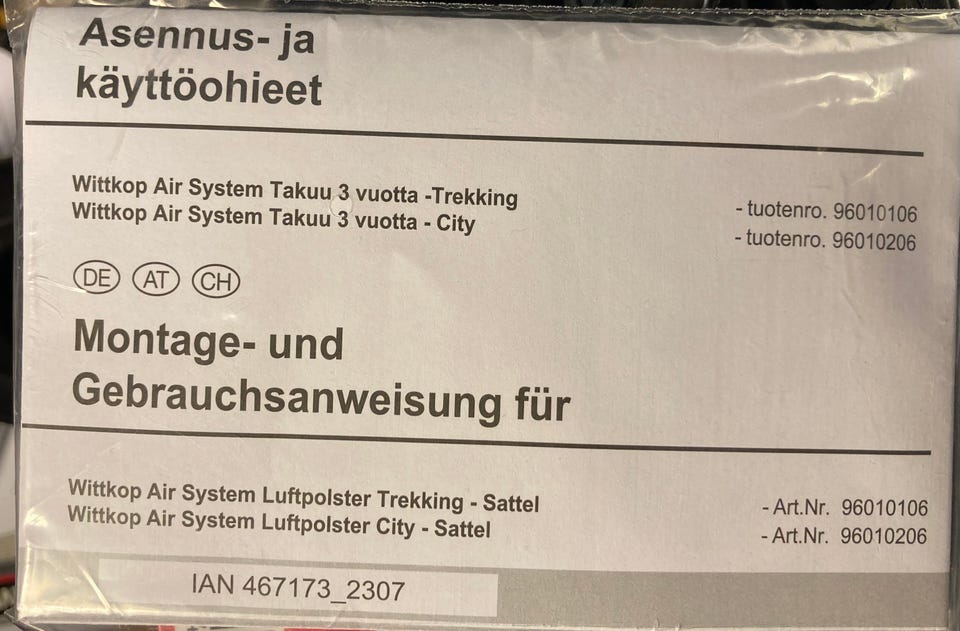 Asennus- ja
käyttöohieet
Wittkop Air System Takuu 3 vuotta -Trekking - tuotenro. 96010106
Wittkop Air System Takuu 3 vuotta - City - tuotenro. 96010206
DE AT CH
Montage- und
Gebrauchsanweisung für
Wittkop Air System Luftpolster Trekking - Sattel - Art.Nr. 96010106
Wittkop Air System Luftpolster City - Sattel - Art.Nr. 96010206
IAN 467173_2307